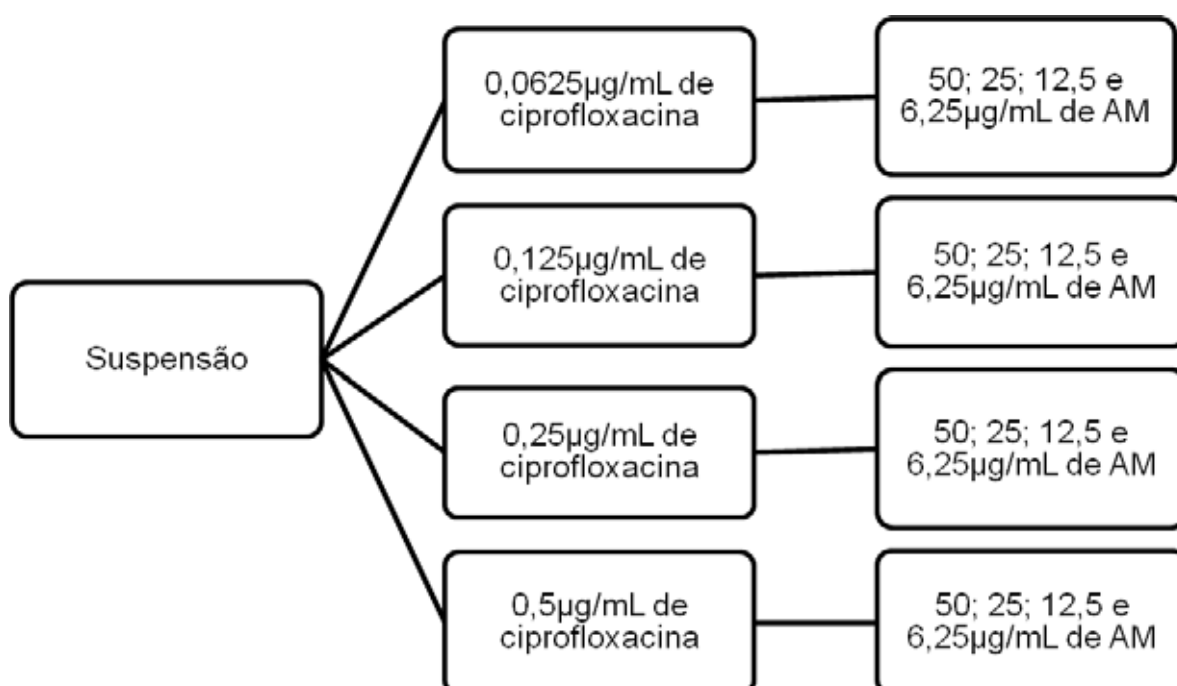 Suspensão
0,0625µg/mL de
ciprofloxacina
50; 25; 12,5 e
6,25µg/mL de AM
0,125µg/mL de
ciprofloxacina
50; 25; 12,5 e
6,25µg/mL de AM
0,25µg/mL de
ciprofloxacina
50; 25; 12,5 e
6,25µg/mL de AM
0,5µg/mL de
ciprofloxacina
50; 25; 12,5 e
6,25µg/mL de AM